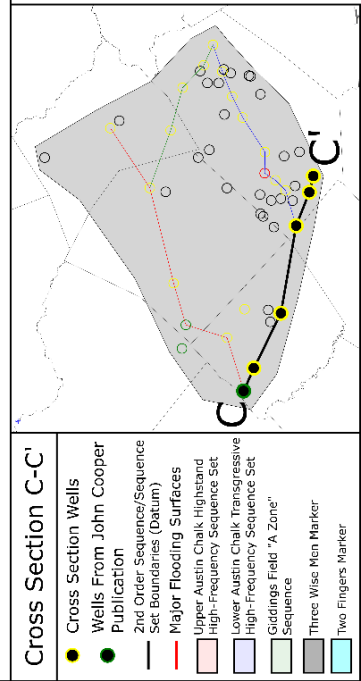 Cross Section C-C'
Cross Section Wells
Wells From John Cooper
Publication
2nd Order Sequence/Sequence
Set Boundaries (Datum)
Major Flooding Surfaces
Upper Austin Chalk Highstand
High-Frequency Sequence Set
Lower Austin Chalk Transgressive
High-Frequency Sequence Set
Giddings Field "A Zone"
Sequence
Three Wise Men Marker
Two Fingers Marker
C
C'